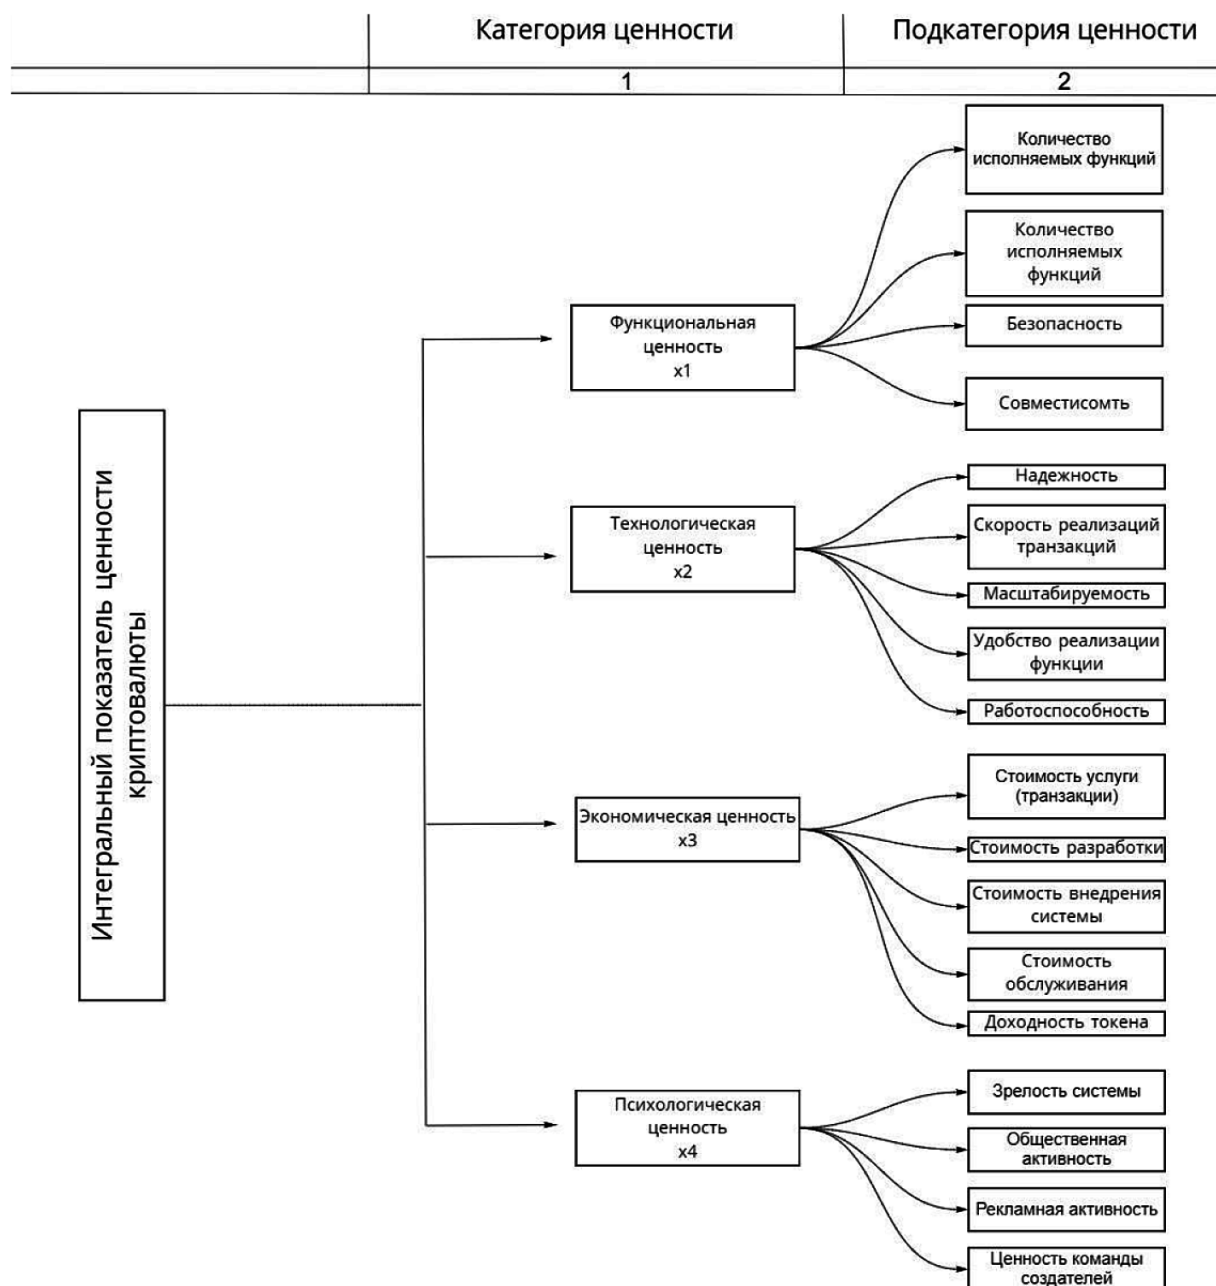 Категория ценности
Подкатегория ценности
1
2
Интегральный показатель ценности
криптовалюты
Функциональная
ценность
x1
Количество
исполняемых функций
Количество
исполняемых
функций
Безопасность
Совместисомть
Технологическая
ценность
x2
Надежность
Скорость реализаций
транзакций
Масштабируемость
Удобство реализации
функции
Работоспособность
Экономическая ценность
x3
Стоимость услуги
(транзакции)
Стоимость разработки
Стоимость внедрения
системы
Стоимость
обслуживания
Доходность токена
Психологическая
ценность
x4
Зрелость системы
Общественная
активность
Рекламная активность
Ценность команды
создателей